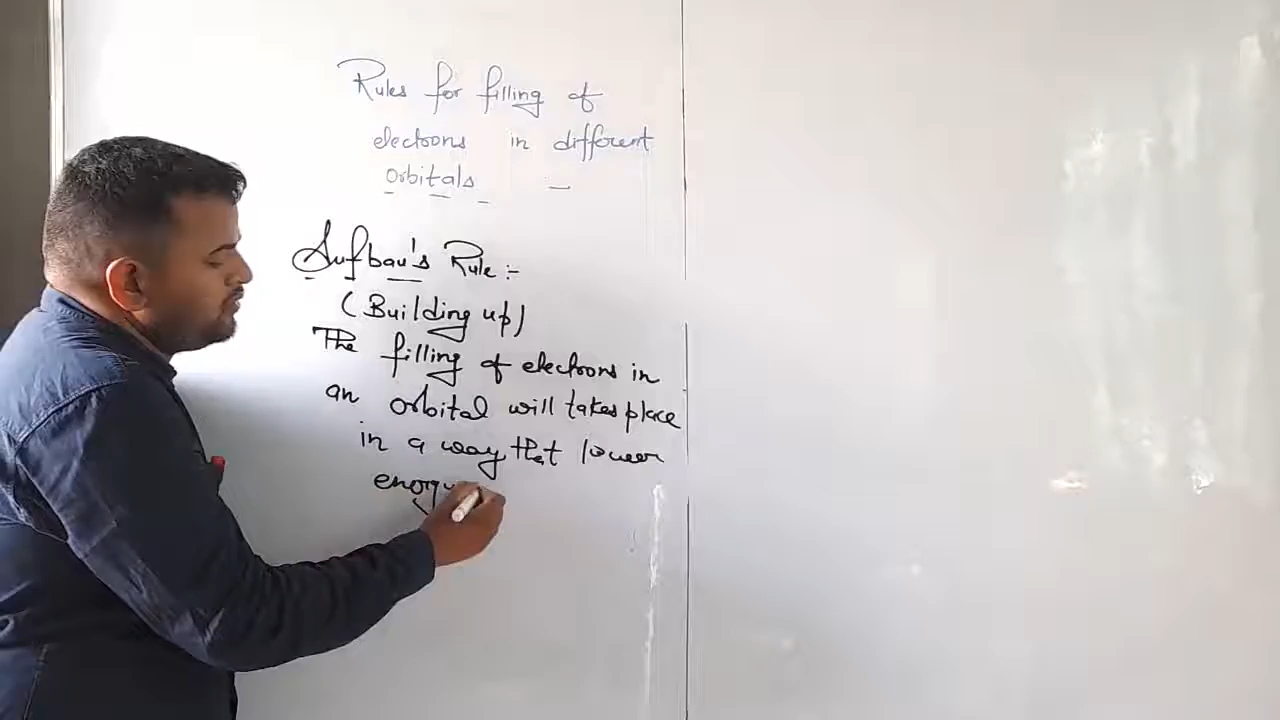 Rules for filling of
electrons in different
orbitals
Aufbau's Rule :-
(Building up)
The filling of electrons in
an orbital will takes place
in a way that lower
energy